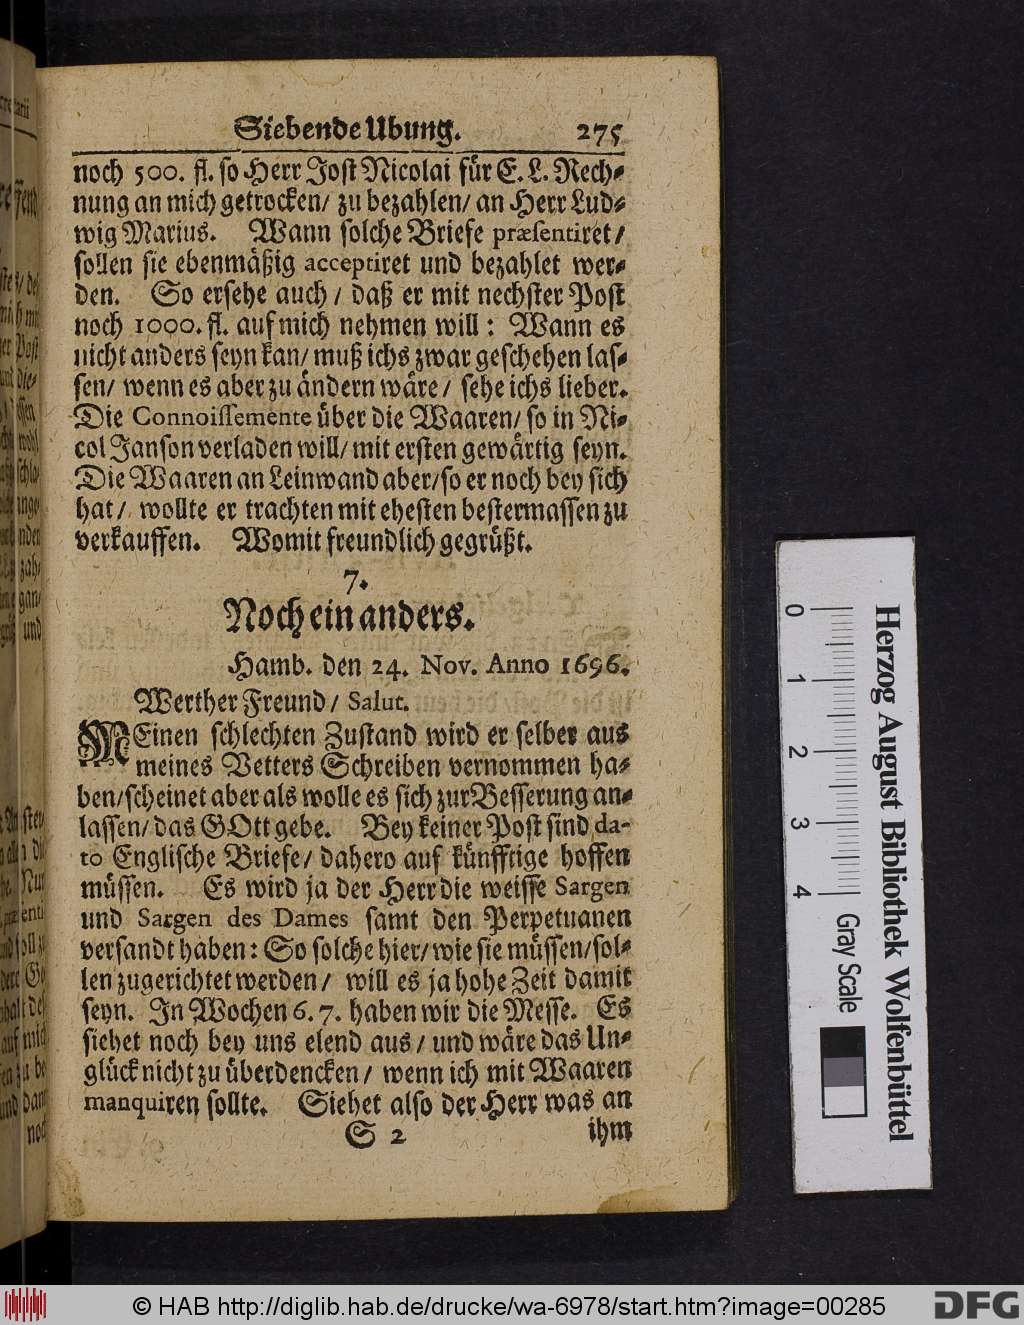 Siebende Ubung. 275
noch 500. fl. so Herr Jost Nicolai für E. L. Rech-
nung an mich getrocken/ zu bezahlen/ an Herr Lud-
wig Marius. Wann solche Briefe præsentiret/
sollen sie ebenmäßig acceptiret und bezahlet wer-
den. So ersehe auch/ daß er mit nechster Post
noch 1000. fl. auf mich nehmen will: Wann es
nicht anders seyn kan/ muß ichs zwar geschehen las-
sen/ wenn es aber zu ändern wäre/ sehe ichs lieber.
Die Connoissemente über die Waaren/ so in Ni-
col Janson verladen will/ mit ersten gewärtig seyn.
Die Waaren an Leinwand aber/ so er noch bey sich
hat/ wollte er trachten mit ehesten bestermassen zu
verkauffen. Womit freundlich gegrüßt.
7.
Noch ein anders.
Hamb. den 24. Nov. Anno 1696.
Werther Freund/ Salut.
MEinen schlechten Zustand wird er selber aus
meines Vetters Schreiben vernommen ha-
ben/ scheinet aber als wolle es sich zur Besserung an-
lassen/ das GOtt gebe. Bey keiner Post sind da-
to Englische Briefe/ dahero auf künfftige hoffen
müssen. Es wird ja der Herr die weisse Sargen
und Sargen des Dames samt den Perpetuanen
versandt haben: So solche hier/ wie sie müssen/ sol-
len zugerichtet werden/ will es ja hohe Zeit damit
seyn. In Wochen 6. 7. haben wir die Messe. Es
siehet noch bey uns elend aus/ und wäre das Un-
glück nicht zu überdencken/ wenn ich mit Waaren
manquiren sollte. Siehet also der Herr was an
S 2 ihm
0 1 2 3 4
Gray Scale
Herzog August Bibliothek Wolfenbüttel
© HAB http://diglib.hab.de/drucke/wa-6978/start.htm?image=00285
DFG